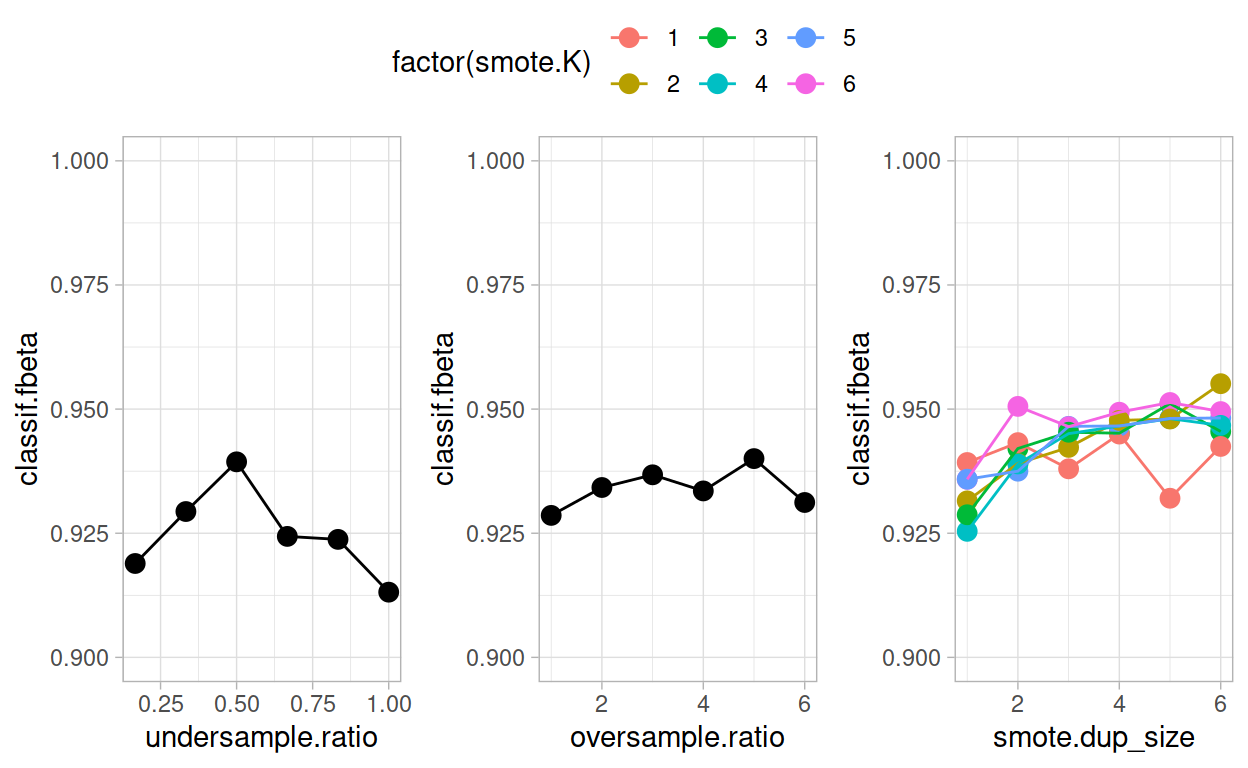 factor(smote.K)
1 3 5
2 4 6
classif.fbeta
1.000
0.975
0.950
0.925
0.900
0.25 0.50 0.75 1.00
undersample.ratio
classif.fbeta
1.000
0.975
0.950
0.925
0.900
2 4 6
oversample.ratio
classif.fbeta
1.000
0.975
0.950
0.925
0.900
2 4 6
smote.dup_size